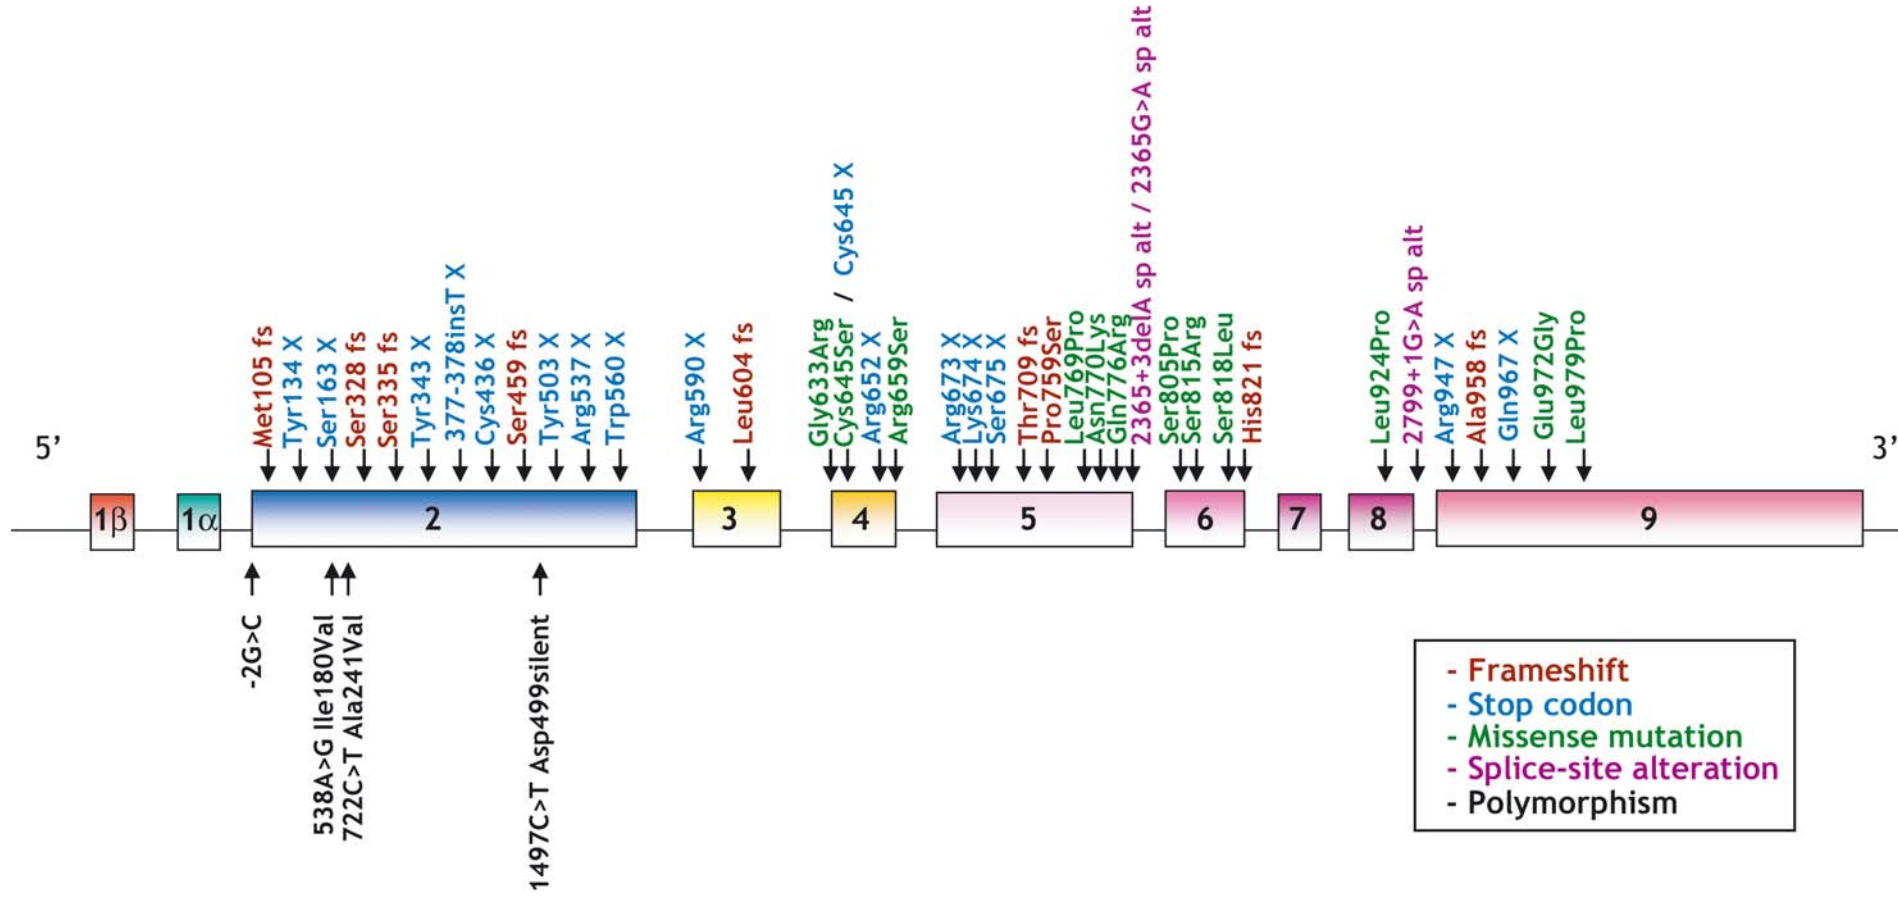 5’
Met105 fs
Tyr134 X
Ser163 X
Ser328 fs
Ser335 fs
Tyr343 X
377-378insT X
Cys436 X
Ser459 fs
Tyr503 X
Arg537 X
Trp560 X
Arg590 X
Leu604 fs
Gly633Arg
Cys645Ser / Cys645 X
Arg652 X
Arg659Ser
Arg673 X
Lys674 X
Ser675 X
Thr709 fs
Pro759Ser
Leu769Pro
Asn770Lys
Gln776Arg
2365+3delA sp alt / 2365G>A sp alt
Ser805Pro
Ser815Arg
Ser818Leu
His821 fs
Leu924Pro
2799+1G>A sp alt
Arg947 X
Ala958 fs
Gln967 X
Glu972Gly
Leu979Pro
3’
1β
1α
2
3
4
5
6
7
8
9
-2G>C
538A>G Ile180Val
722C>T Ala241Val
1497C>T Asp499silent
- Frameshift
- Stop codon
- Missense mutation
- Splice-site alteration
- Polymorphism